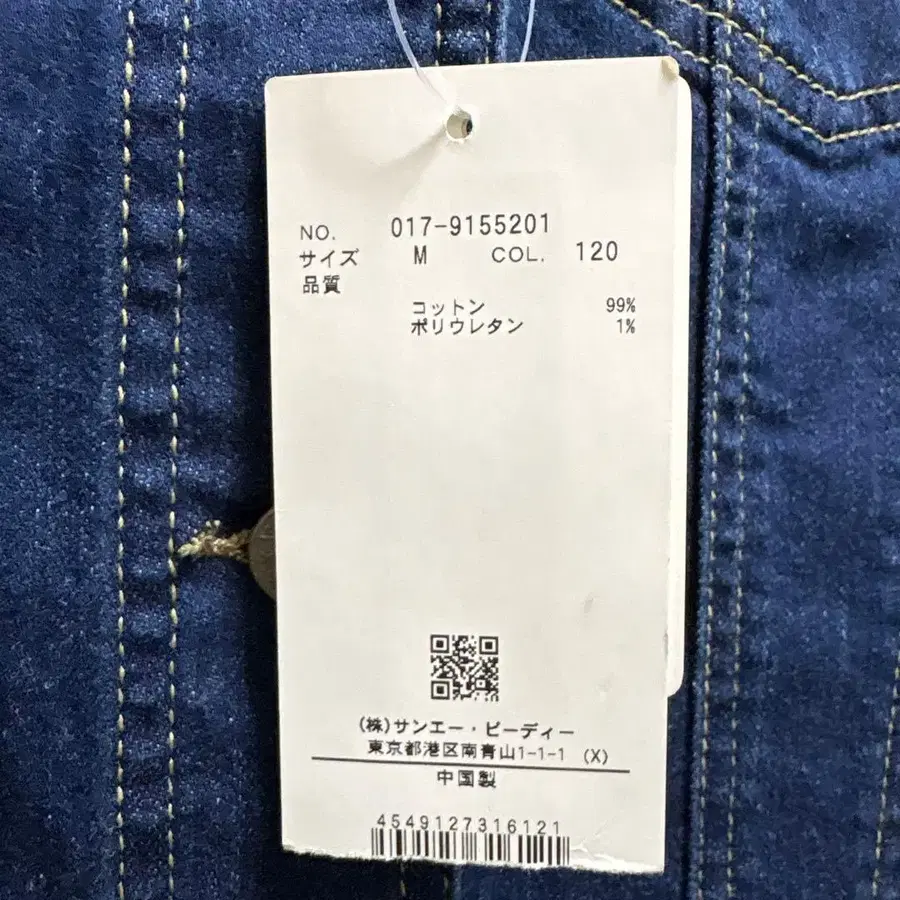 NO. 017-9155201
サイズ M COL. 120
品質
コットン 99%
ポリウレタン 1%
(株)サンエー・ビーディー
東京都港区南青山1-1-1 (X)
中国製
4549127316121